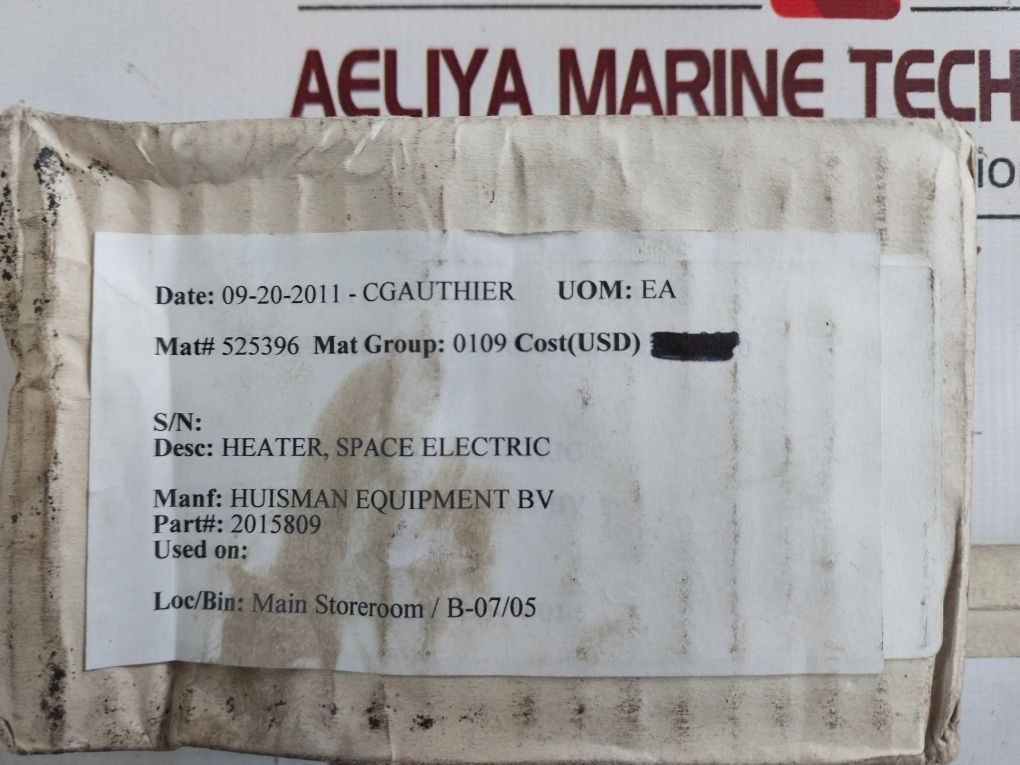 AELIYA MARINE TECH
Date: 09-20-2011 - CGAUTHIER UOM: EA
Mat# 525396 Mat Group: 0109 Cost(USD)
S/N:
Desc: HEATER, SPACE ELECTRIC
Manf: HUISMAN EQUIPMENT BV
Part#: 2015809
Used on:
Loc/Bin: Main Storeroom / B-07/05